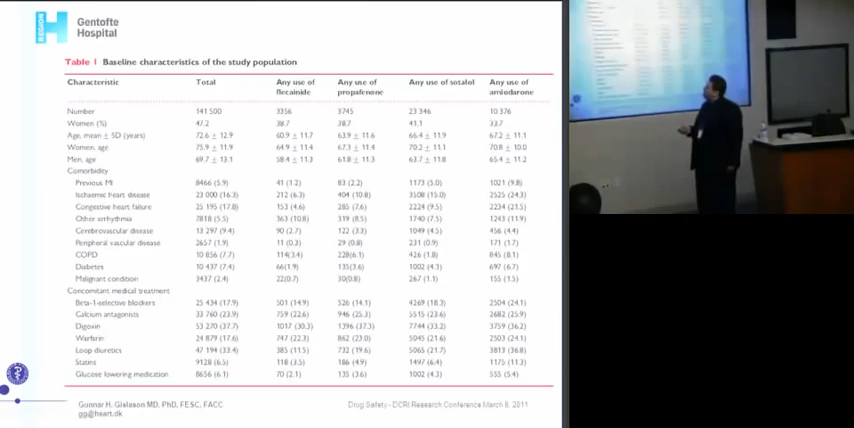 REGION
H
Gentofte
Hospital
Table 1 Baseline characteristics of the study population
Characteristic Total Any use of flecainide Any use of propafenone Any use of sotalol Any use of amiodarone
Number 141 500 3356 3745 23 346 10 376
Women (%) 47.2 38.7 38.7 41.1 33.7
Age, mean ± SD (years) 72.6 ± 12.9 60.9 ± 11.7 63.9 ± 11.6 66.4 ± 11.9 67.2 ± 11.1
Women, age 75.9 ± 11.9 64.9 ± 11.4 67.3 ± 11.4 70.2 ± 11.1 70.8 ± 10.0
Men, age 69.7 ± 13.1 58.4 ± 11.3 61.8 ± 11.3 63.7 ± 11.8 65.4 ± 11.2
Comorbidity
Previous MI 8466 (5.9) 41 (1.2) 83 (2.2) 1173 (5.0) 1021 (9.8)
Ischaemic heart disease 23 000 (16.3) 212 (6.3) 404 (10.8) 3508 (15.0) 2525 (24.3)
Congestive heart failure 25 195 (17.8) 153 (4.6) 285 (7.6) 2224 (9.5) 2234 (21.5)
Other arrhythmia 7818 (5.5) 363 (10.8) 319 (8.5) 1740 (7.5) 1243 (11.9)
Cerebrovascular disease 13 297 (9.4) 90 (2.7) 122 (3.3) 1049 (4.5) 456 (4.4)
Peripheral vascular disease 2657 (1.9) 11 (0.3) 29 (0.8) 231 (0.9) 171 (1.7)
COPD 10 856 (7.7) 114(3.4) 228(6.1) 426 (1.8) 845 (8.1)
Diabetes 10 437 (7.4) 66(1.9) 135(3.6) 1002 (4.3) 697 (6.7)
Malignant condition 3437 (2.4) 22(0.7) 30(0.8) 267 (1.1) 155 (1.5)
Concomitant medical treatment
Beta-1-selective blockers 25 434 (17.9) 501 (14.9) 526 (14.1) 4269 (18.3) 2504 (24.1)
Calcium antagonists 33 760 (23.9) 759 (22.6) 946 (25.3) 5515 (23.6) 2682 (25.9)
Digoxin 53 270 (37.7) 1017 (30.3) 1396 (37.3) 7744 (33.2) 3759 (36.2)
Warfarin 24 879 (17.6) 747 (22.3) 862 (23.0) 5045 (21.6) 2503 (24.1)
Loop diuretics 47 194 (33.4) 385 (11.5) 732 (19.6) 5065 (21.7) 3813 (36.8)
Statins 9128 (6.5) 118 (3.5) 186 (4.9) 1497 (6.4) 1175 (11.3)
Glucose lowering medication 8656 (6.1) 70 (2.1) 135 (3.6) 1002 (4.3) 555 (5.4)
Gunnar H. Gislason MD, PhD, FESC, FACC
gg@heart.dk
Drug Safety- DCRI Research Conference March 8, 2011